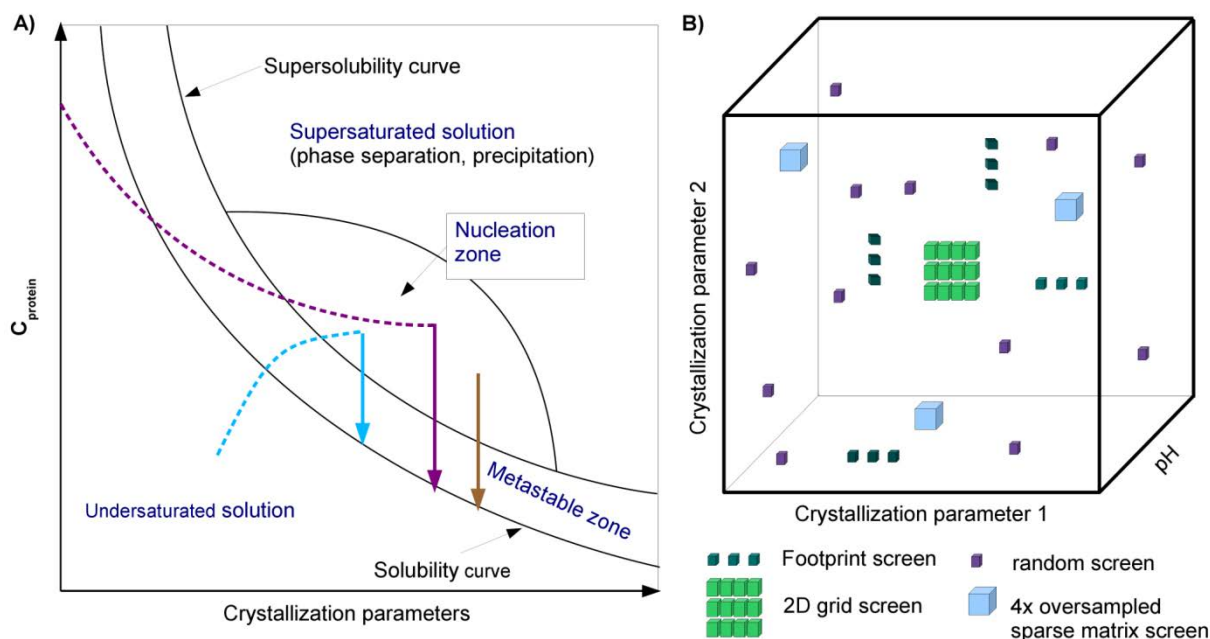 A)
Supersolubility curve
Supersaturated solution
(phase separation, precipitation)
Nucleation
zone
C protein
Undersaturated solution
Metastable zone
Solubility curve
Crystallization parameters
B)
Crystallization parameter 2
pH
Crystallization parameter 1
Footprint screen
random screen
2D grid screen
4x oversampled
sparse matrix screen